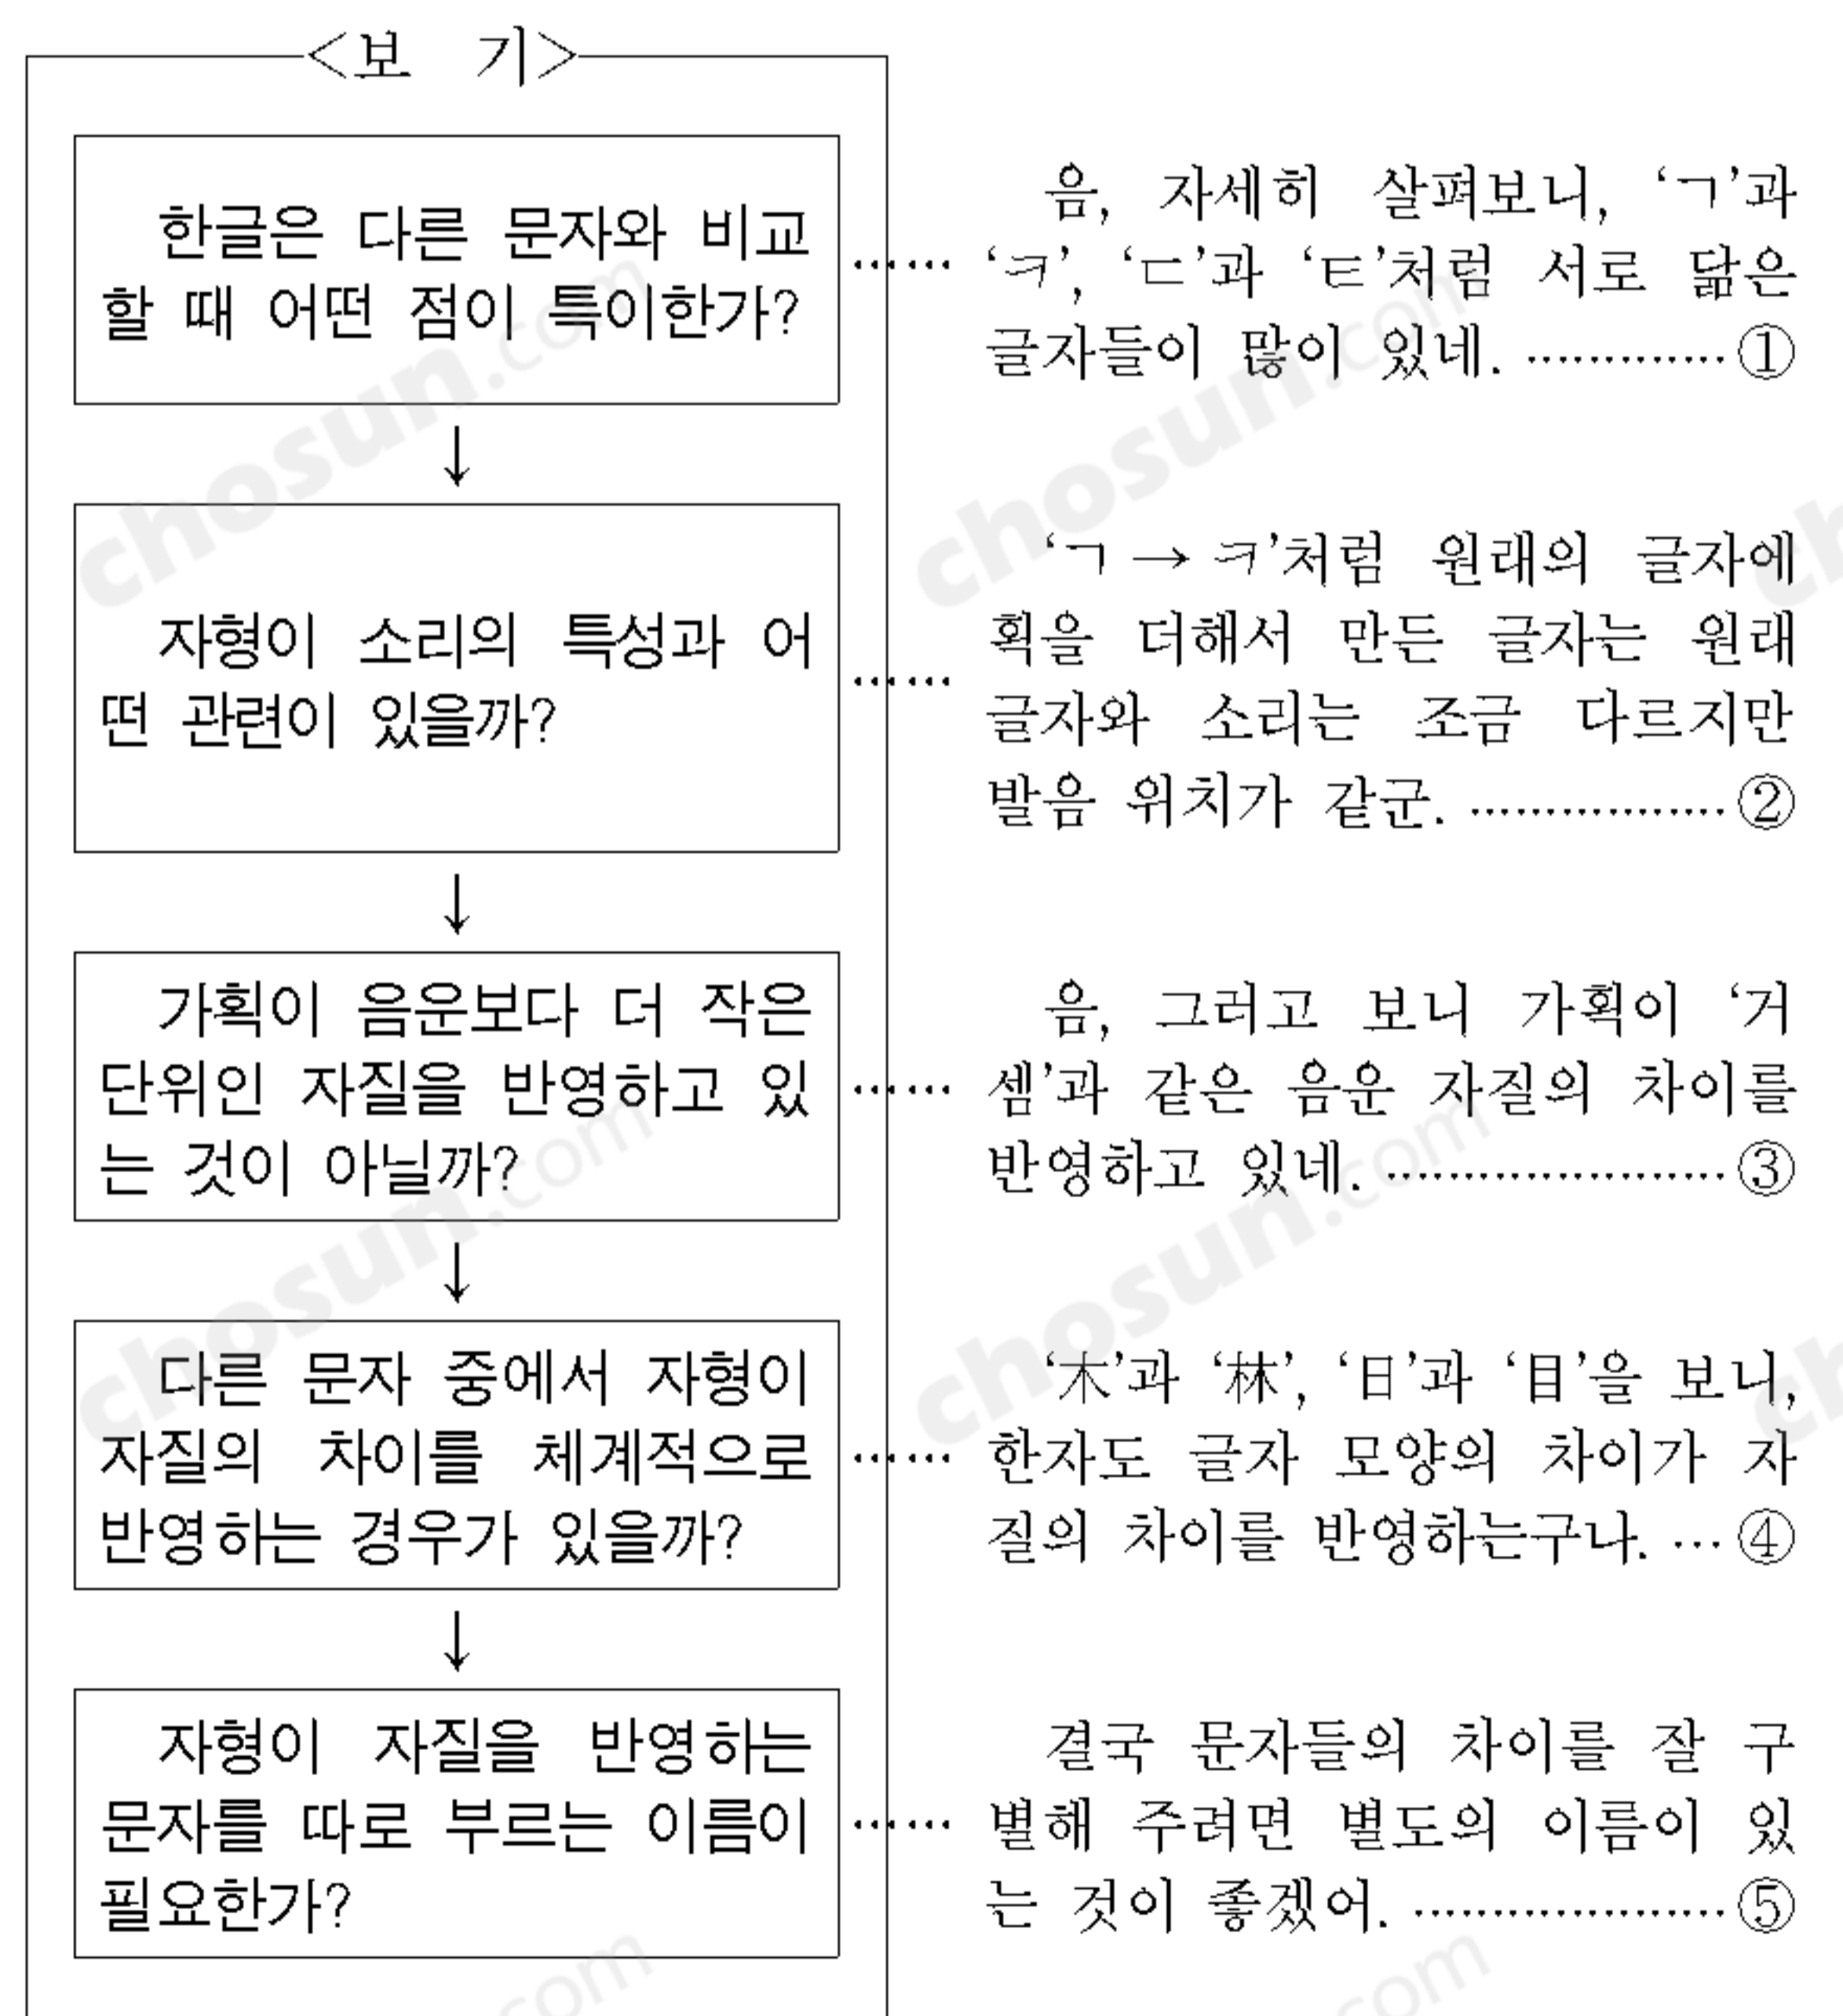 <보 기>
한글은 다른 문자와 비교
할 때 어떤 점이 특이한가?
……
음, 자세히 살펴보니, ‘ㄱ’과
‘ㅋ’, ‘ㄷ’과 ‘ㅌ’처럼 서로 닮은
글자들이 많이 있네. ·············①
↓
자형이 소리의 특성과 어
떤 관련이 있을까?
……
‘ㄱ → ㅋ’처럼 원래의 글자에
획을 더해서 만든 글자는 원래
글자와 소리는 조금 다르지만
발음 위치가 같군. ·················②
↓
가획이 음운보다 더 작은
단위인 자질을 반영하고 있
는 것이 아닐까?
……
음, 그러고 보니 가획이 ‘거
셈’과 같은 음운 자질의 차이를
반영하고 있네. ······················③
↓
다른 문자 중에서 자형이
자질의 차이를 체계적으로
반영하는 경우가 있을까?
……
‘木’과 ‘林’, ‘日’과 ‘目’을 보니,
한자도 글자 모양의 차이가 자
질의 차이를 반영하는구나. ··· ④
↓
자형이 자질을 반영하는
문자를 따로 부르는 이름이
필요한가?
……
결국 문자들의 차이를 잘 구
별해 주려면 별도의 이름이 있
는 것이 좋겠어. ····················⑤
chosun.com
chosun.com
chosun.com
chosun.com